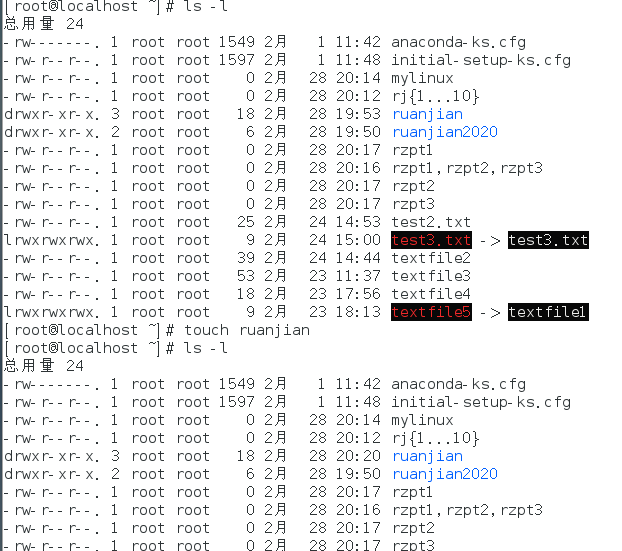 [root@localhost ~]# ls -l
总用量 24
-rw-------. 1 root root 1549 2月   1 11:42 anaconda-ks.cfg
-rw-r--r--. 1 root root 1597 2月   1 11:48 initial-setup-ks.cfg
-rw-r--r--. 1 root root    0 2月  28 20:14 mylinux
-rw-r--r--. 1 root root    0 2月  28 20:12 rj{1...10}
drwxr-xr-x. 3 root root   18 2月  28 19:53 ruanjian
drwxr-xr-x. 2 root root    6 2月  28 19:50 ruanjian2020
-rw-r--r--. 1 root root    0 2月  28 20:17 rzpt1
-rw-r--r--. 1 root root    0 2月  28 20:16 rzpt1,rzpt2,rzpt3
-rw-r--r--. 1 root root    0 2月  28 20:17 rzpt2
-rw-r--r--. 1 root root    0 2月  28 20:17 rzpt3
-rw-r--r--. 1 root root   25 2月  24 14:53 test2.txt
lrwxrwxrwx. 1 root root    9 2月  24 15:00 test3.txt -> test3.txt
-rw-r--r--. 1 root root   39 2月  24 14:44 textfile2
-rw-r--r--. 1 root root   53 2月  23 11:37 textfile3
-rw-r--r--. 1 root root   18 2月  23 17:56 textfile4
lrwxrwxrwx. 1 root root    9 2月  23 18:13 textfile5 -> textfile1
[root@localhost ~]# touch ruanjian
[root@localhost ~]# ls -l
总用量 24
-rw-------. 1 root root 1549 2月   1 11:42 anaconda-ks.cfg
-rw-r--r--. 1 root root 1597 2月   1 11:48 initial-setup-ks.cfg
-rw-r--r--. 1 root root    0 2月  28 20:14 mylinux
-rw-r--r--. 1 root root    0 2月  28 20:12 rj{1...10}
drwxr-xr-x. 3 root root   18 2月  28 20:20 ruanjian
drwxr-xr-x. 2 root root    6 2月  28 19:50 ruanjian2020
-rw-r--r--. 1 root root    0 2月  28 20:17 rzpt1
-rw-r--r--. 1 root root    0 2月  28 20:16 rzpt1,rzpt2,rzpt3
-rw-r--r--. 1 root root    0 2月  28 20:17 rzpt2
-rw-r--r--. 1 root root    0 2月  28 20:17 rzpt3